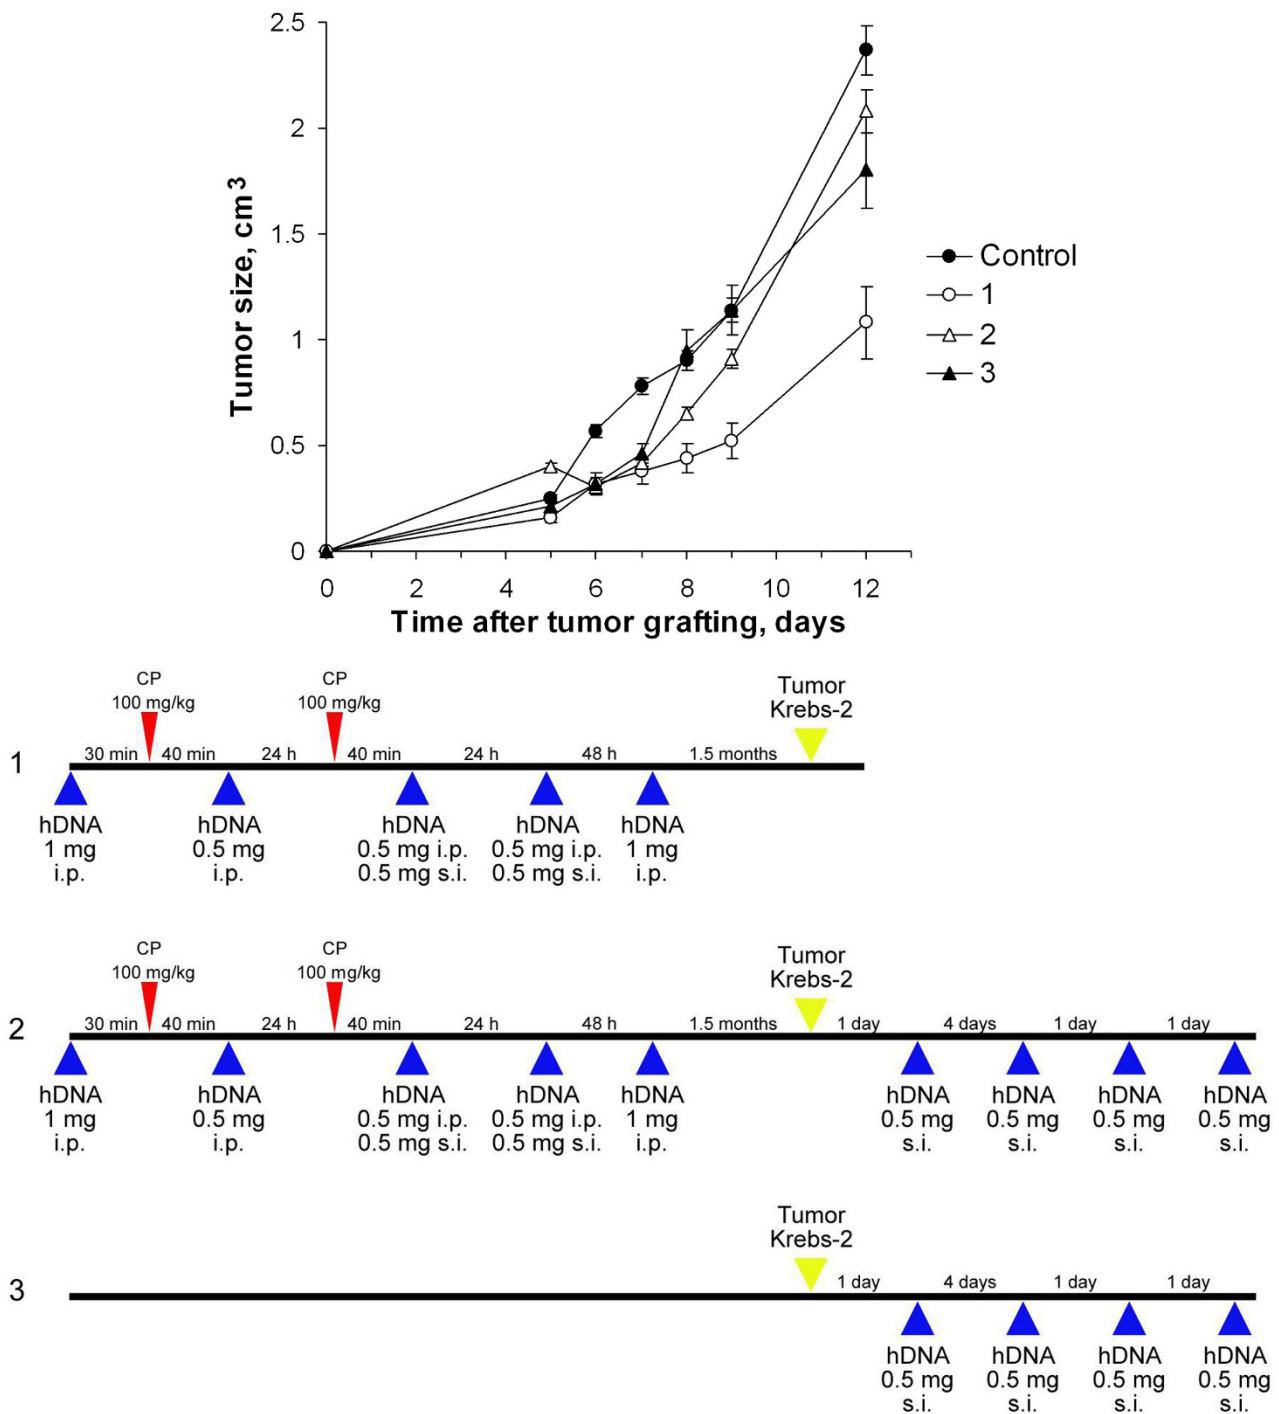 2.5
2
1.5
1
0.5
0
Tumor size, cm³
0 2 4 6 8 10 12
Time after tumor grafting, days
Control
1
2
3
CP
100 mg/kg
CP
100 mg/kg
Tumor
Krebs-2
1
30 min 40 min 24 h 40 min 24 h 48 h 1.5 months
hDNA hDNA hDNA hDNA hDNA
1 mg 0.5 mg 0.5 mg i.p. 0.5 mg i.p. 1 mg
i.p. i.p. 0.5 mg s.i. 0.5 mg s.i. i.p.
CP
100 mg/kg
CP
100 mg/kg
Tumor
Krebs-2
2
30 min 40 min 24 h 40 min 24 h 48 h 1.5 months 1 day 4 days 1 day 1 day
hDNA hDNA hDNA hDNA hDNA hDNA hDNA hDNA hDNA
1 mg 0.5 mg 0.5 mg i.p. 0.5 mg i.p. 1 mg 0.5 mg 0.5 mg 0.5 mg 0.5 mg
i.p. i.p. 0.5 mg s.i. 0.5 mg s.i. i.p. s.i. s.i. s.i. s.i.
Tumor
Krebs-2
3
1 day 4 days 1 day 1 day
hDNA hDNA hDNA hDNA
0.5 mg 0.5 mg 0.5 mg 0.5 mg
s.i. s.i. s.i. s.i.